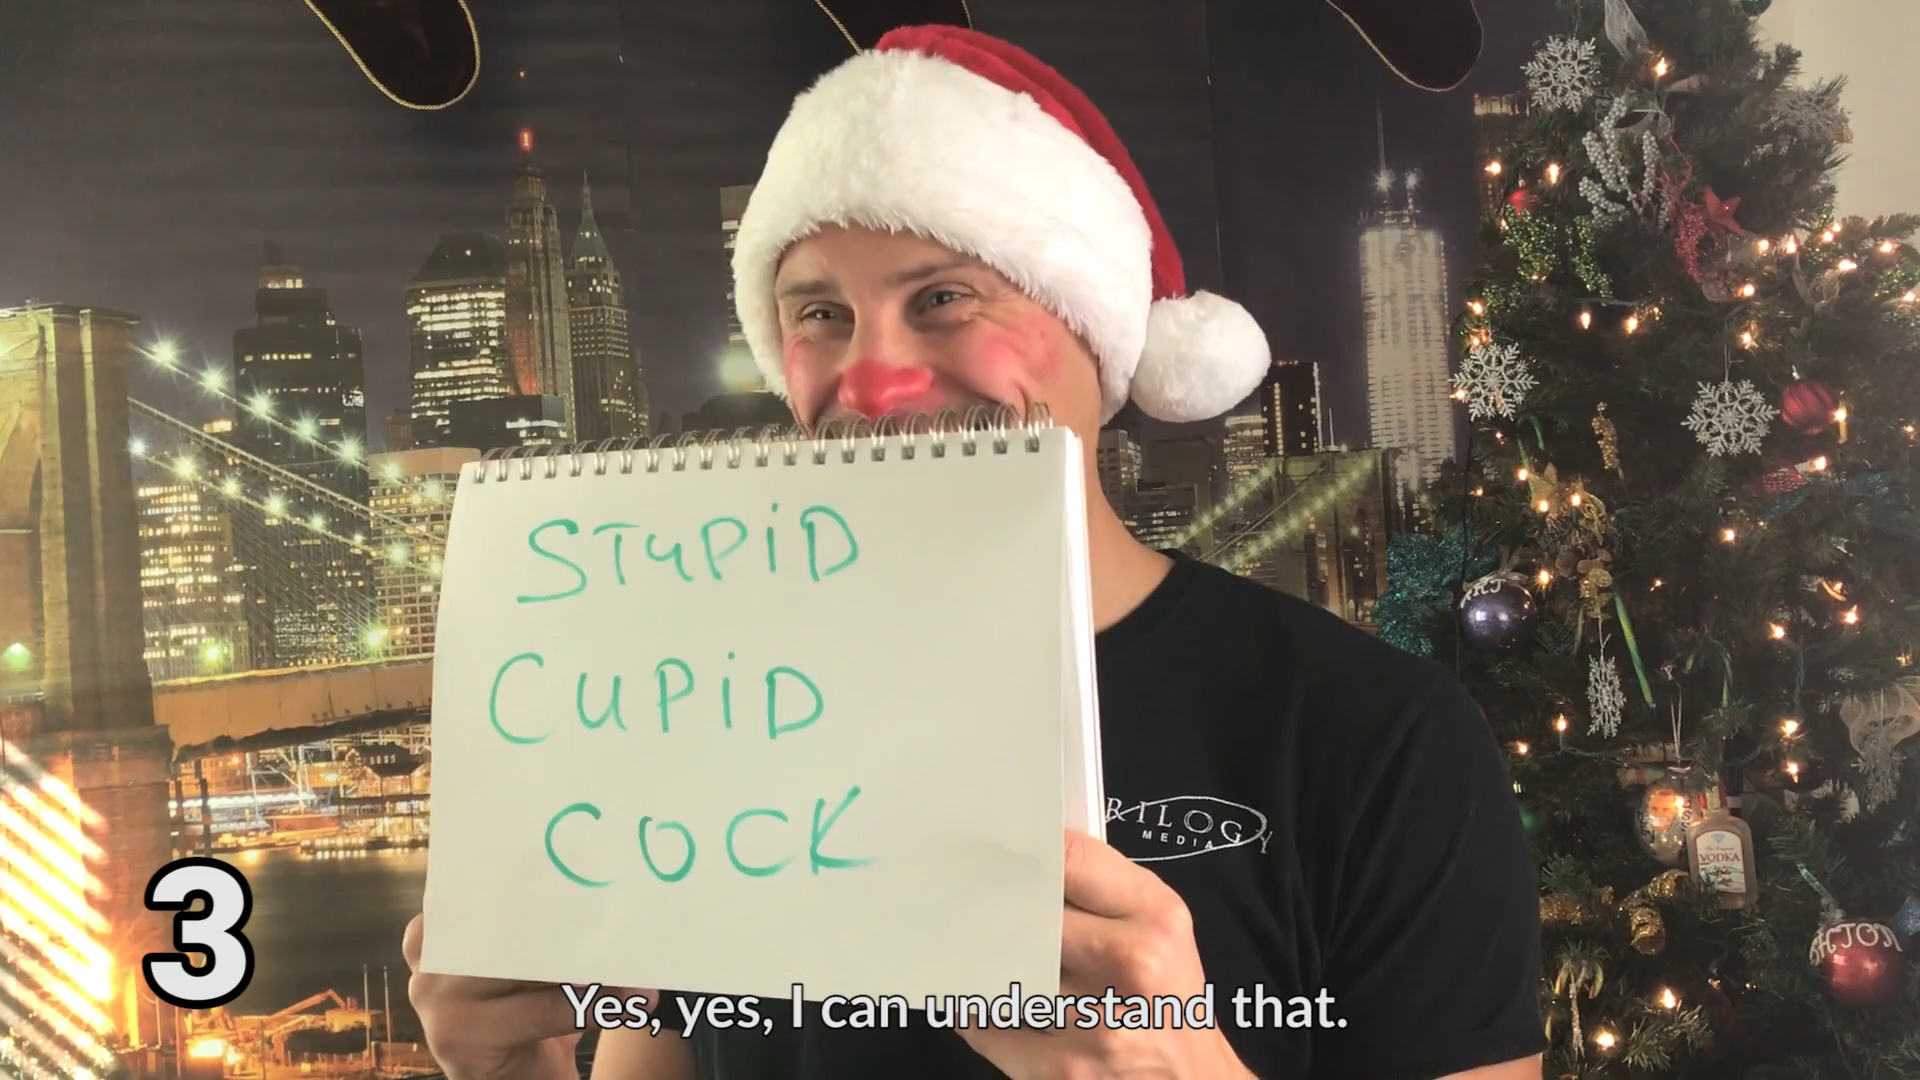 STUPiD
CUPiD
COCK
RILOGY
MEDIA
VODKA
3
Yes, yes, I can understand that.